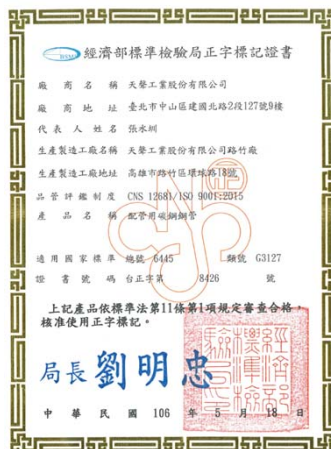 經濟部標準檢驗局正字標記證書
廠商名稱 天聲工業股份有限公司
廠商地址 臺北市中山區建國北路2段127號9樓
代表人姓名 張水圳
生產製造工廠名稱 天聲工業股份有限公司路竹廠
生產製造工廠地址 高雄市路竹區環球路18號
品管評鑑制度 CNS 12681/ISO 9001:2015
產品名稱 配管用碳鋼鋼管
適用國家標準 總號 6445 類號 G3127
證書號碼 台正字第 8426 號
上記產品依標準法第11條第1項規定審查合格,
核准使用正字標記。
局長 劉明忠
中華民國 106 年 5 月 18 日